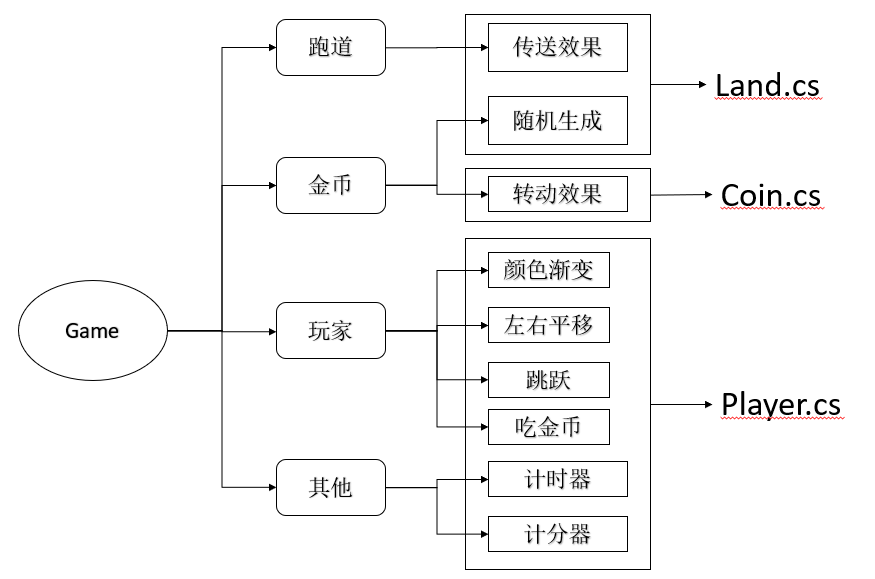 Game
跑道
传送效果
随机生成
Land.cs
金币
转动效果
Coin.cs
玩家
颜色渐变
左右平移
跳跃
吃金币
Player.cs
其他
计时器
计分器